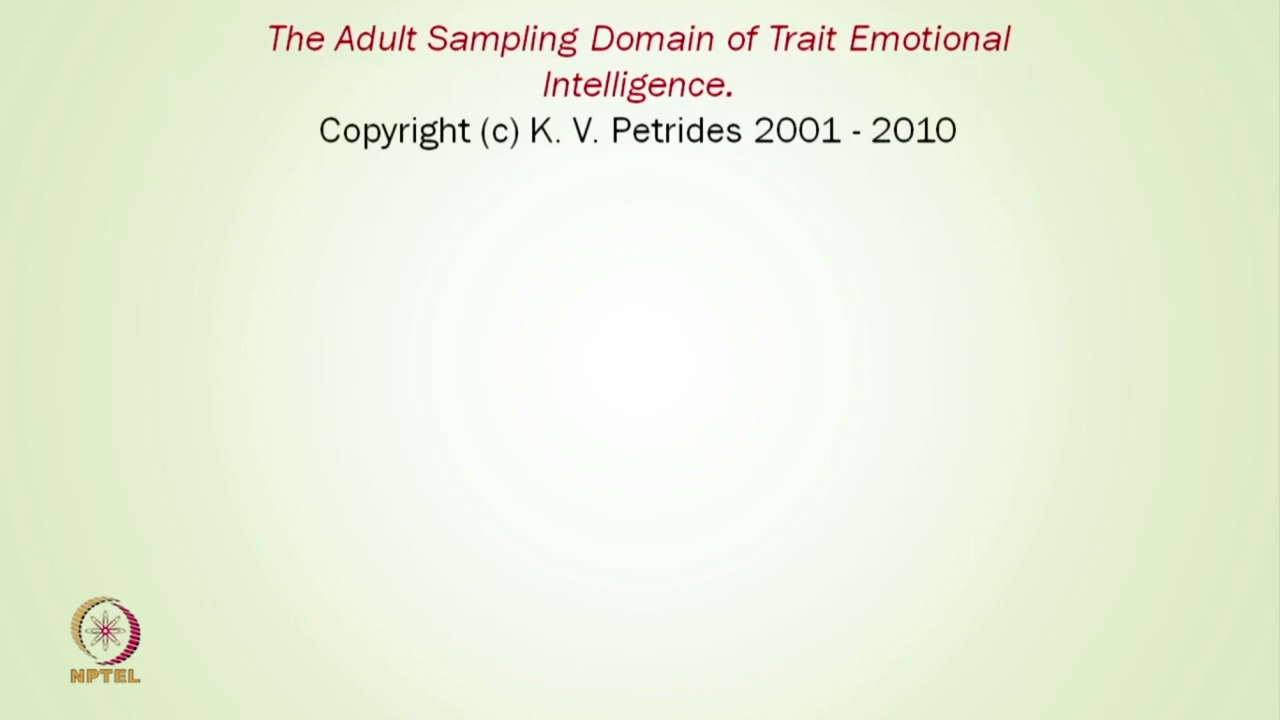 The Adult Sampling Domain of Trait Emotional
Intelligence.
Copyright (c) K. V. Petrides 2001 - 2010
NPTEL